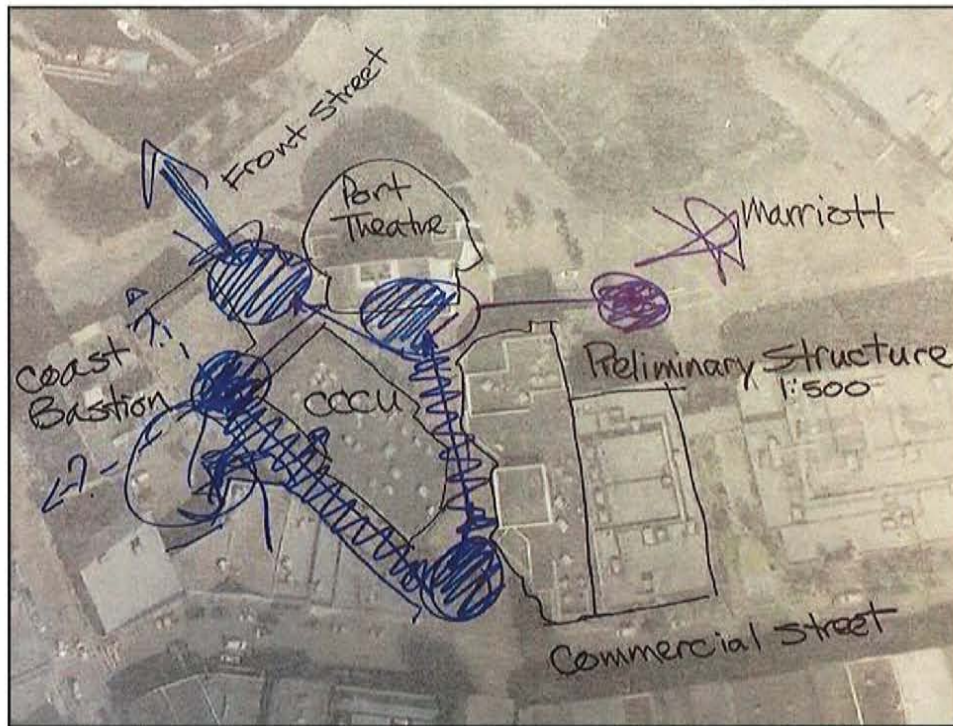 Front Street
Port
Theatre
Marriott
Coast
Bastion
CCCU
Preliminary Structure
1:500
-?-
Commercial Street